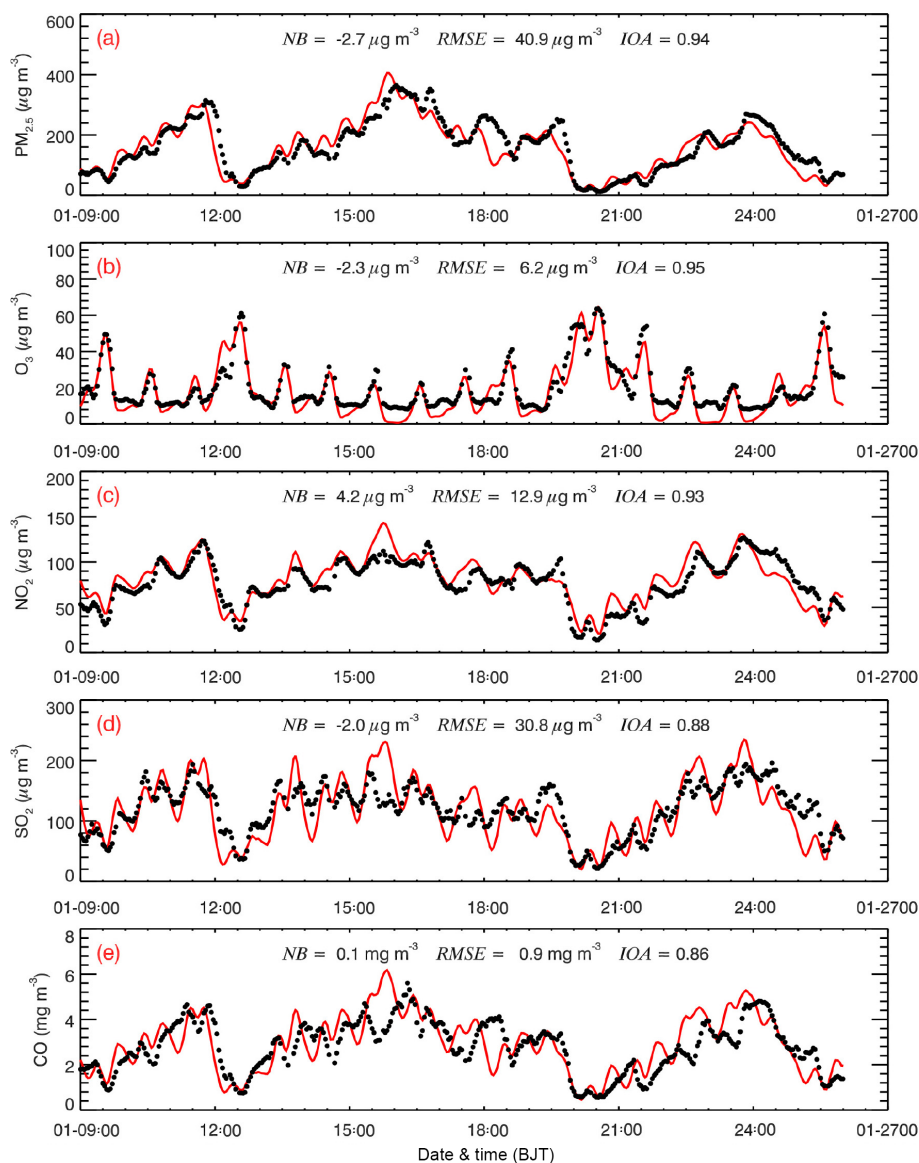 (a) NB = -2.7 μg m⁻³ RMSE = 40.9 μg m⁻³ IOA = 0.94
PM₂.₅ (μg m⁻³)
600
400
200
0
01-09:00 12:00 15:00 18:00 21:00 24:00 01-2700
(b) NB = -2.3 μg m⁻³ RMSE = 6.2 μg m⁻³ IOA = 0.95
O₃ (μg m⁻³)
100
80
60
40
20
0
01-09:00 12:00 15:00 18:00 21:00 24:00 01-2700
(c) NB = 4.2 μg m⁻³ RMSE = 12.9 μg m⁻³ IOA = 0.93
NO₂ (μg m⁻³)
200
150
100
50
0
01-09:00 12:00 15:00 18:00 21:00 24:00 01-2700
(d) NB = -2.0 μg m⁻³ RMSE = 30.8 μg m⁻³ IOA = 0.88
SO₂ (μg m⁻³)
300
200
100
0
01-09:00 12:00 15:00 18:00 21:00 24:00 01-2700
(e) NB = 0.1 mg m⁻³ RMSE = 0.9 mg m⁻³ IOA = 0.86
CO (mg m⁻³)
8
6
4
2
0
01-09:00 12:00 15:00 18:00 21:00 24:00 01-2700
Date & time (BJT)